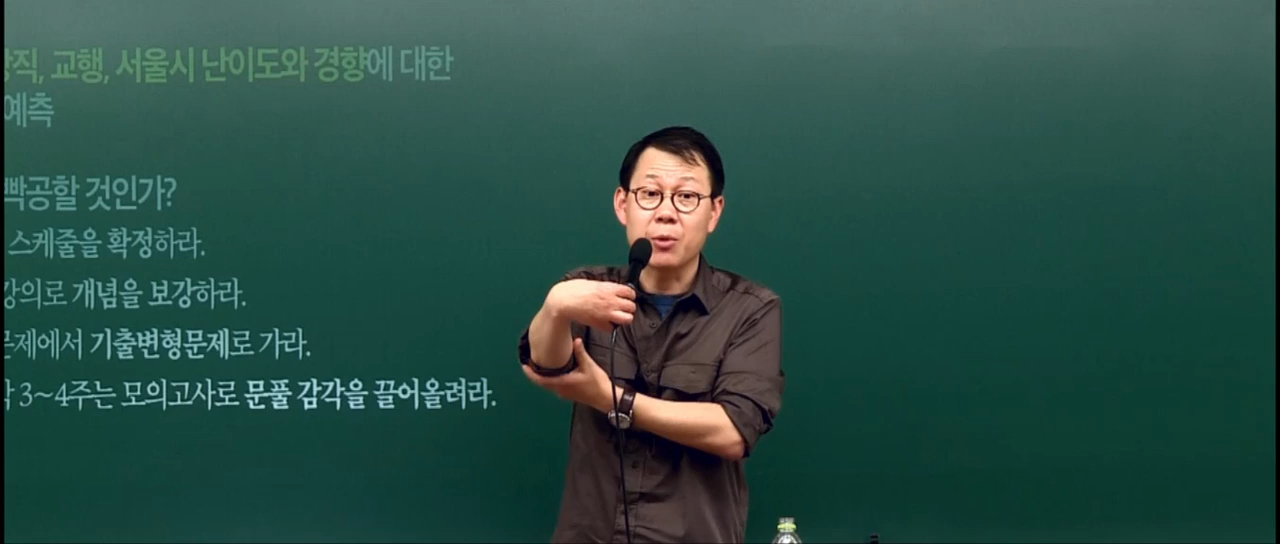 직, 교행, 서울시 난이도와 경향에 대한
예측
빡공할 것인가?
스케줄을 확정하라.
강의로 개념을 보강하라.
문제에서 기출변형문제로 가라.
3~4주는 모의고사로 문풀 감각을 끌어올려라.